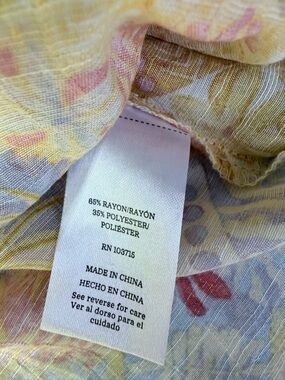 65% RAYON/RAYÓN
35% POLYESTER/
POLIÉSTER
RN 103715
MADE IN CHINA
HECHO EN CHINA
See reverse for care
Ver al dorso para el
cuidado